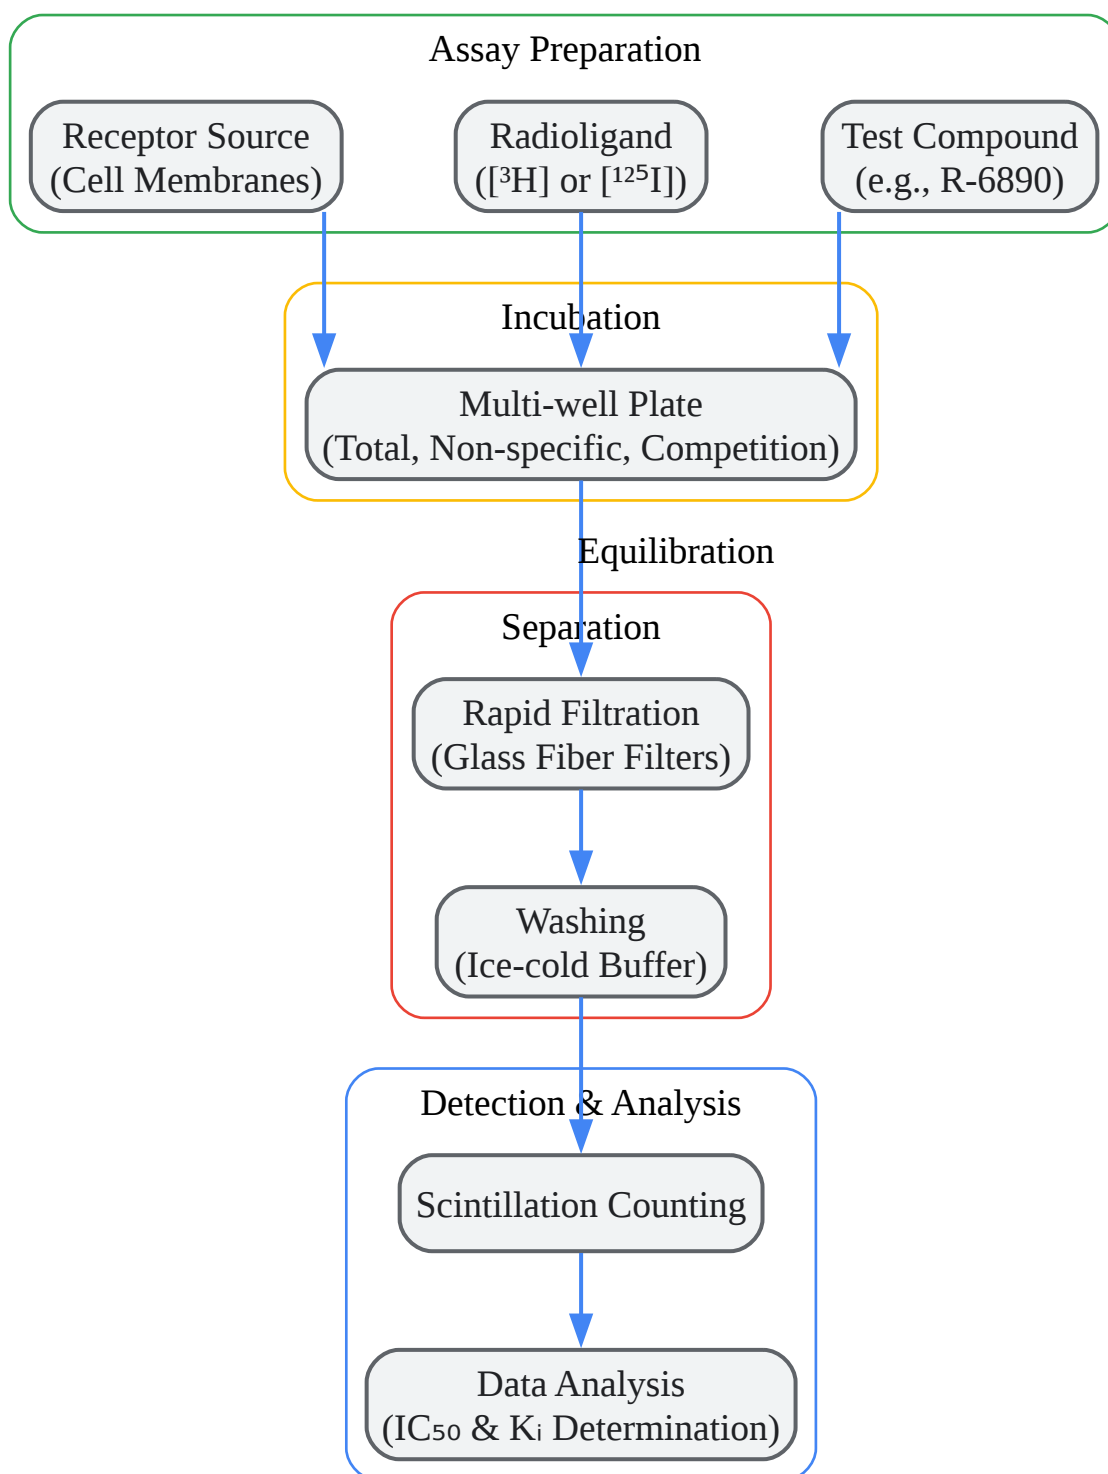 Assay Preparation
Receptor Source
(Cell Membranes)
Radioligand
([³H] or [¹²⁵I])
Test Compound
(e.g., R-6890)
Incubation
Multi-well Plate
(Total, Non-specific, Competition)
Equilibration
Separation
Rapid Filtration
(Glass Fiber Filters)
Washing
(Ice-cold Buffer)
Detection & Analysis
Scintillation Counting
Data Analysis
(IC₅₀ & Kᵢ Determination)